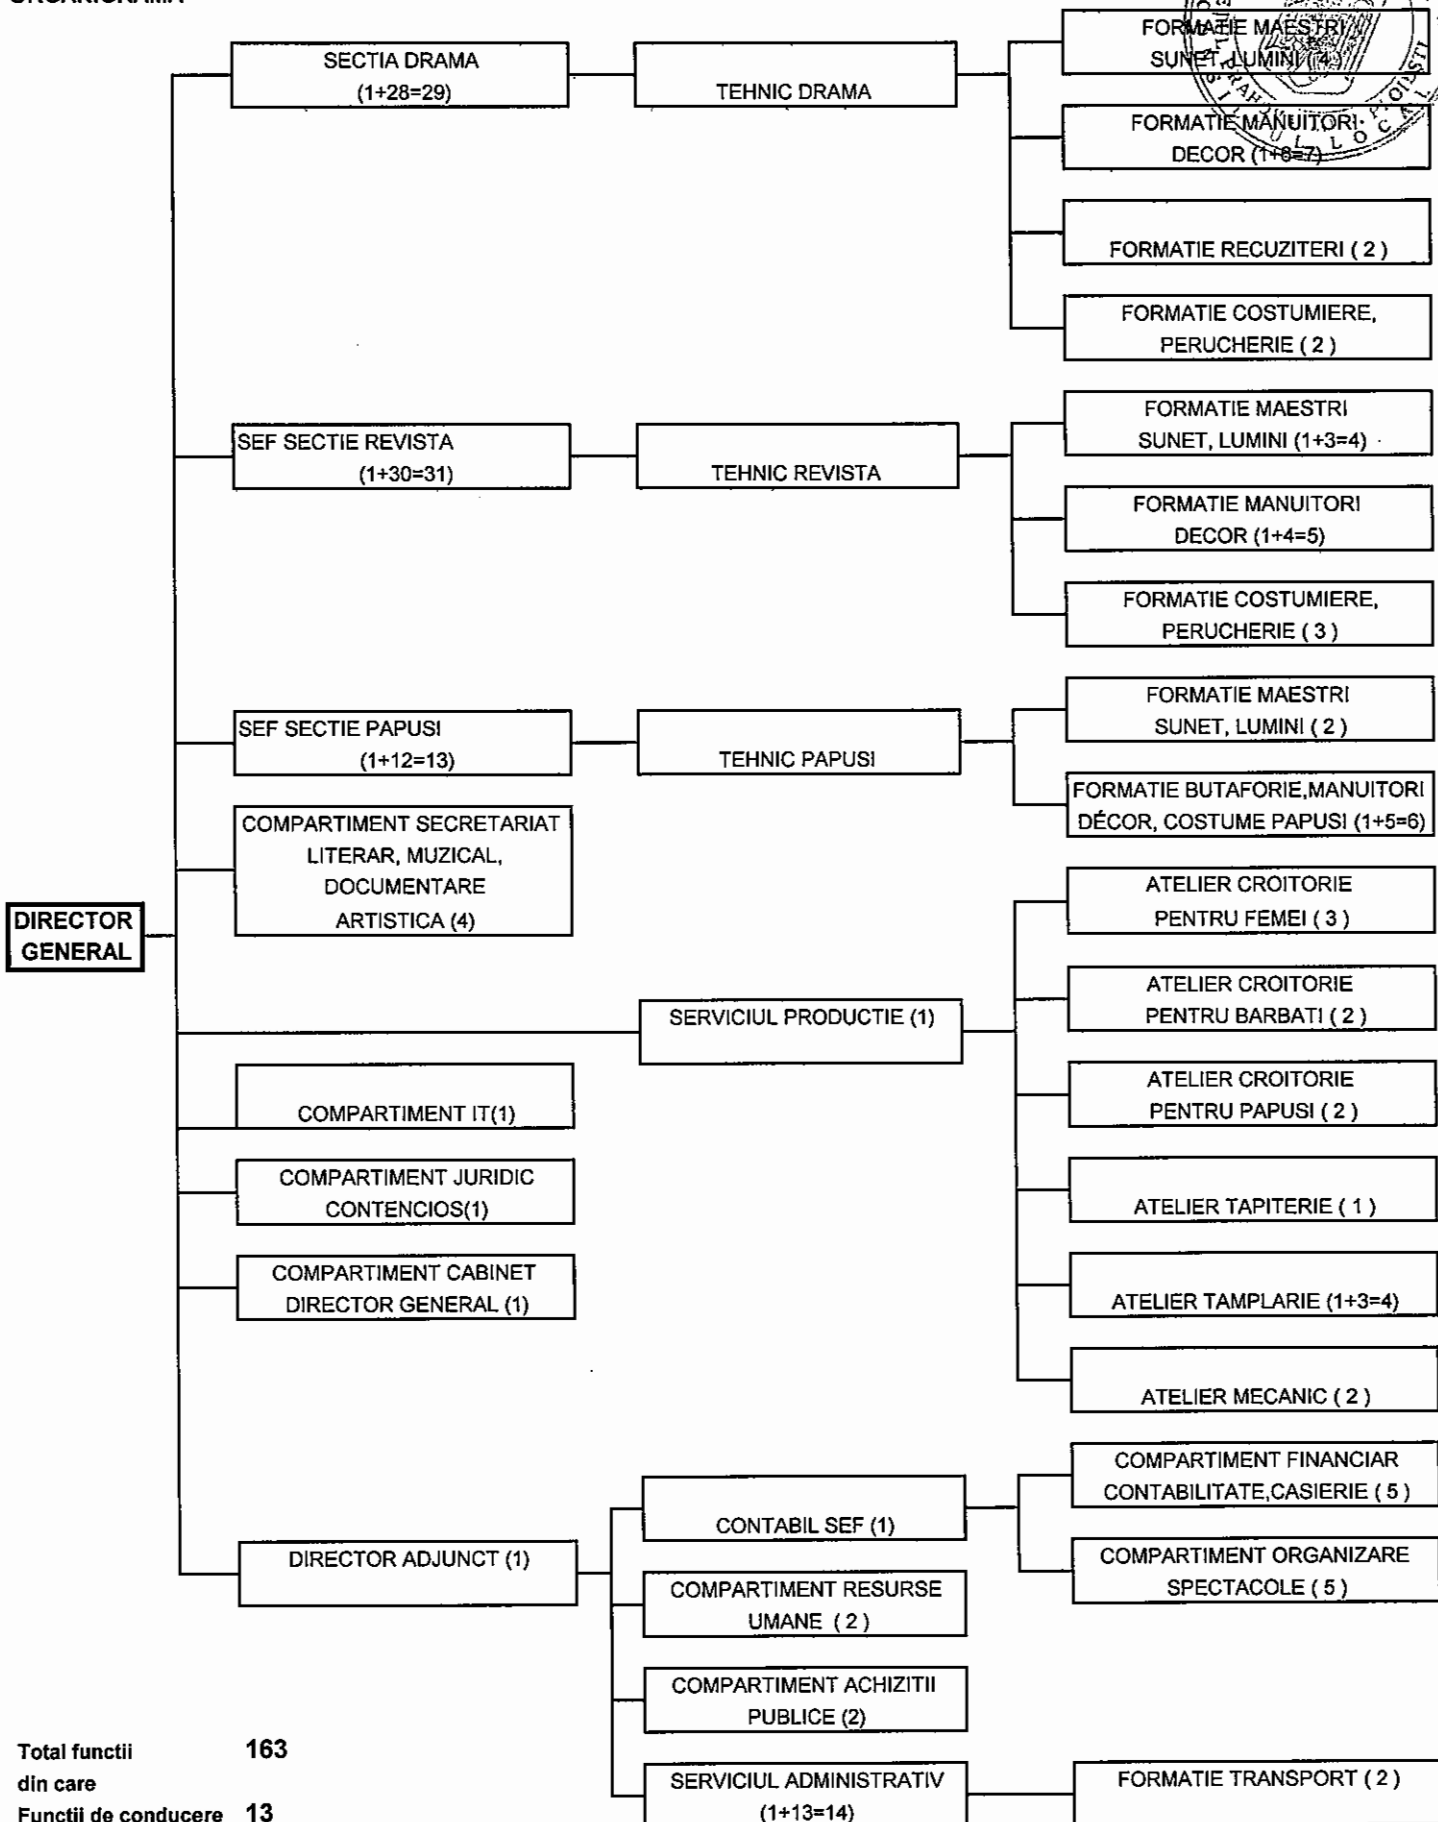 SECTIA DRAMA
(1+28=29)
TEHNIC DRAMA
FORMATIE MAESTRI
SUNET, LUMINI (4)
FORMATIE MANUITORI
DECOR (1+6=7)
FORMATIE RECUZITERI ( 2 )
FORMATIE COSTUMIERE,
PERUCHERIE ( 2 )
SEF SECTIE REVISTA
(1+30=31)
TEHNIC REVISTA
FORMATIE MAESTRI
SUNET, LUMINI (1+3=4)
FORMATIE MANUITORI
DECOR (1+4=5)
FORMATIE COSTUMIERE,
PERUCHERIE ( 3 )
SEF SECTIE PAPUSI
(1+12=13)
TEHNIC PAPUSI
FORMATIE MAESTRI
SUNET, LUMINI ( 2 )
FORMATIE BUTAFORIE,MANUITORI
DÉCOR, COSTUME PAPUSI (1+5=6)
COMPARTIMENT SECRETARIAT
LITERAR, MUZICAL,
DOCUMENTARE
ARTISTICA (4)
DIRECTOR
GENERAL
SERVICIUL PRODUCTIE (1)
ATELIER CROITORIE
PENTRU FEMEI ( 3 )
ATELIER CROITORIE
PENTRU BARBATI ( 2 )
ATELIER CROITORIE
PENTRU PAPUSI ( 2 )
ATELIER TAPITERIE ( 1 )
ATELIER TAMPLARIE (1+3=4)
ATELIER MECANIC ( 2 )
COMPARTIMENT IT(1)
COMPARTIMENT JURIDIC
CONTENCIOS(1)
COMPARTIMENT CABINET
DIRECTOR GENERAL (1)
DIRECTOR ADJUNCT (1)
CONTABIL SEF (1)
COMPARTIMENT FINANCIAR
CONTABILITATE,CASIERIE ( 5 )
COMPARTIMENT ORGANIZARE
SPECTACOLE ( 5 )
COMPARTIMENT RESURSE
UMANE ( 2 )
COMPARTIMENT ACHIZITII
PUBLICE (2)
SERVICIUL ADMINISTRATIV
(1+13=14)
FORMATIE TRANSPORT ( 2 )
Total functii 163
din care
Functii de conducere 13